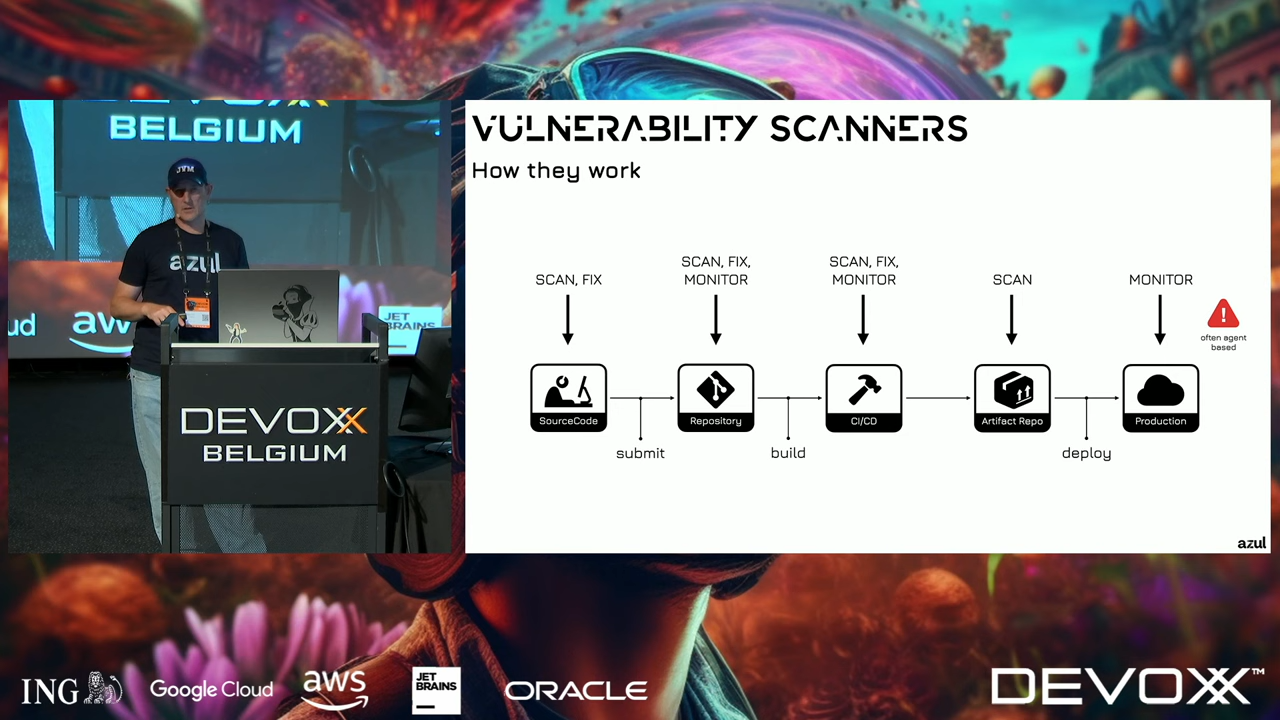 DEVOXX
BELGIUM
JVM
azul
aws
JET
BRAINS
DEVOXX
BELGIUM
VULNERABILITY SCANNERS
How they work
SCAN, FIX
SCAN, FIX,
MONITOR
SCAN, FIX,
MONITOR
SCAN
MONITOR
!
often agent
based
SourceCode
Repository
CI/CD
Artifact Repo
Production
submit
build
deploy
azul
ING
Google Cloud
aws
JET
BRAINS
ORACLE
DEVOXX™